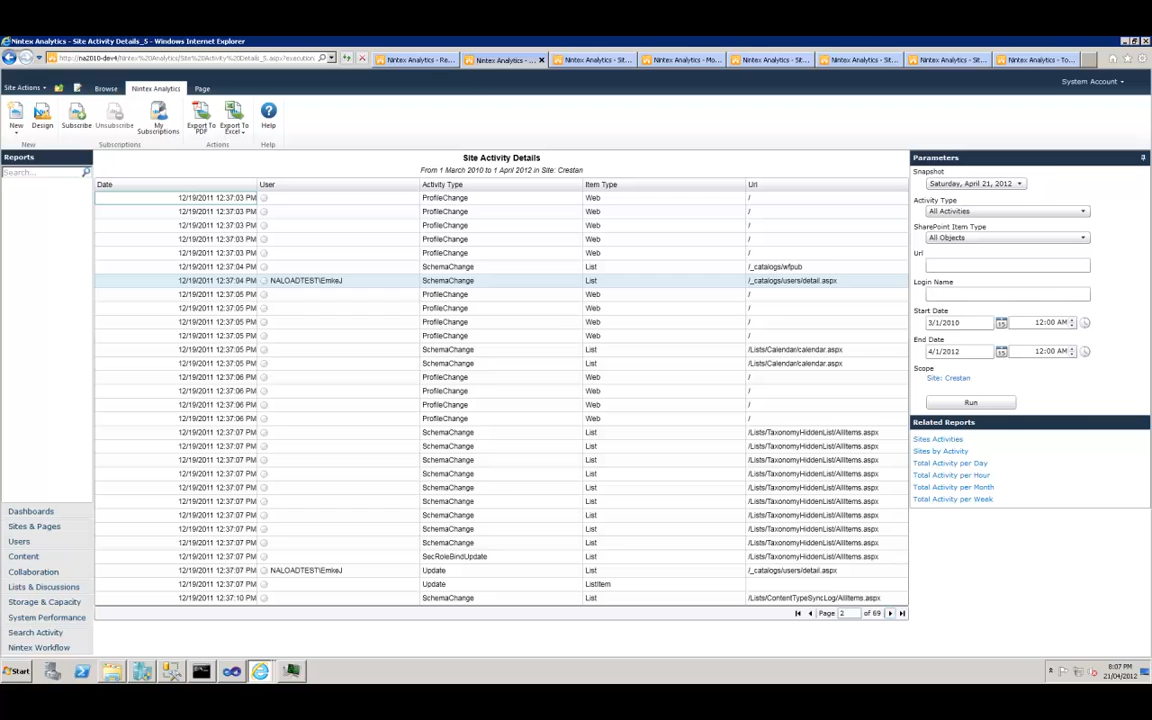 Nintex Analytics - Site Activity Details_S - Windows Internet Explorer
Nintex Analytics - Re...
Nintex Analytics - ...
Nintex Analytics - Sit...
Nintex Analytics - Mo...
Nintex Analytics - Sit...
Nintex Analytics - Sit...
Nintex Analytics - Sit...
Nintex Analytics - To...
Site Actions
Browse
Nintex Analytics
Page
System Account
New
Design
Subscribe
Unsubscribe
My Subscriptions
Export To PDF
Export To Excel
Help
New
Subscriptions
Actions
Help
Reports
Search...
Dashboards
Sites & Pages
Users
Content
Collaboration
Lists & Discussions
Storage & Capacity
System Performance
Search Activity
Nintex Workflow
Site Activity Details
From 1 March 2010 to 1 April 2012 in Site: Crestan
Date User Activity Type Item Type Url
12/19/2011 12:37:03 PM ProfileChange Web /
12/19/2011 12:37:03 PM ProfileChange Web /
12/19/2011 12:37:03 PM ProfileChange Web /
12/19/2011 12:37:03 PM ProfileChange Web /
12/19/2011 12:37:03 PM ProfileChange Web /
12/19/2011 12:37:04 PM SchemaChange List /_catalogs/wfpub
12/19/2011 12:37:04 PM NALOADTEST\EmkeJ SchemaChange List /_catalogs/users/detail.aspx
12/19/2011 12:37:05 PM ProfileChange Web /
12/19/2011 12:37:05 PM ProfileChange Web /
12/19/2011 12:37:05 PM ProfileChange Web /
12/19/2011 12:37:05 PM ProfileChange Web /
12/19/2011 12:37:05 PM SchemaChange List /Lists/Calendar/calendar.aspx
12/19/2011 12:37:05 PM SchemaChange List /Lists/Calendar/calendar.aspx
12/19/2011 12:37:06 PM ProfileChange Web /
12/19/2011 12:37:06 PM ProfileChange Web /
12/19/2011 12:37:06 PM ProfileChange Web /
12/19/2011 12:37:06 PM ProfileChange Web /
12/19/2011 12:37:07 PM SchemaChange List /Lists/TaxonomyHiddenList/AllItems.aspx
12/19/2011 12:37:07 PM SchemaChange List /Lists/TaxonomyHiddenList/AllItems.aspx
12/19/2011 12:37:07 PM SchemaChange List /Lists/TaxonomyHiddenList/AllItems.aspx
12/19/2011 12:37:07 PM SchemaChange List /Lists/TaxonomyHiddenList/AllItems.aspx
12/19/2011 12:37:07 PM SchemaChange List /Lists/TaxonomyHiddenList/AllItems.aspx
12/19/2011 12:37:07 PM SchemaChange List /Lists/TaxonomyHiddenList/AllItems.aspx
12/19/2011 12:37:07 PM SchemaChange List /Lists/TaxonomyHiddenList/AllItems.aspx
12/19/2011 12:37:07 PM SchemaChange List /Lists/TaxonomyHiddenList/AllItems.aspx
12/19/2011 12:37:07 PM SchemaChange List /Lists/TaxonomyHiddenList/AllItems.aspx
12/19/2011 12:37:07 PM SecRoleBindUpdate List /Lists/TaxonomyHiddenList/AllItems.aspx
12/19/2011 12:37:07 PM NALOADTEST\EmkeJ Update List /_catalogs/users/detail.aspx
12/19/2011 12:37:07 PM Update ListItem
12/19/2011 12:37:10 PM SchemaChange List /Lists/ContentTypeSyncLog/AllItems.aspx
Page 2 of 69
Parameters
Snapshot
Saturday, April 21, 2012
Activity Type
All Activities
SharePoint Item Type
All Objects
Url
Login Name
Start Date
3/1/2010 15 12:00 AM
End Date
4/1/2012 15 12:00 AM
Scope
Site: Crestan
Run
Related Reports
Sites Activities
Sites by Activity
Total Activity per Day
Total Activity per Hour
Total Activity per Month
Total Activity per Week
Start
8:07 PM
21/04/2012